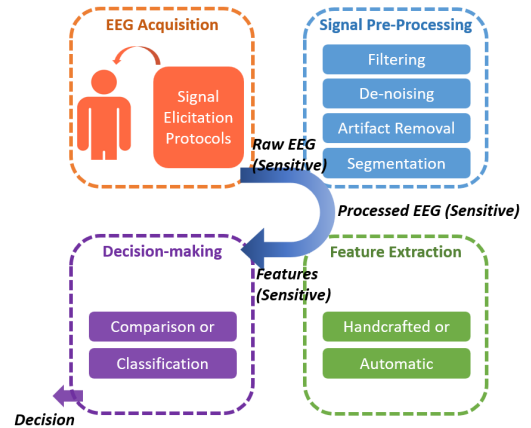 EEG Acquisition
Signal
Elicitation
Protocols
Signal Pre-Processing
Filtering
De-noising
Artifact Removal
Segmentation
Raw EEG
(Sensitive)
Processed EEG (Sensitive)
Feature Extraction
Handcrafted or
Automatic
Features
(Sensitive)
Decision-making
Comparison or
Classification
Decision